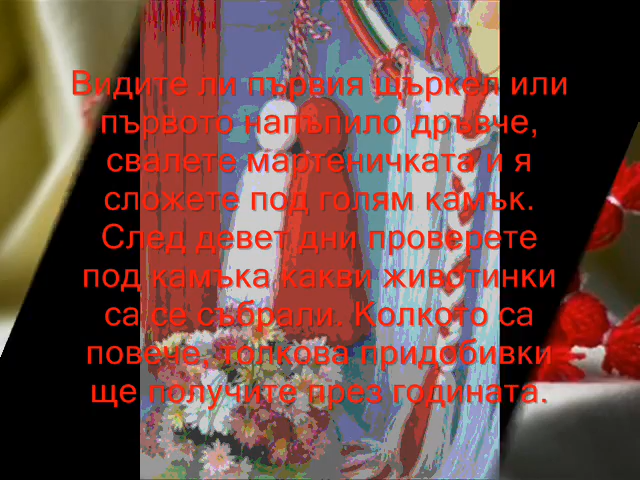 Видите ли първия щъркел или
първото напъпило дръвче,
свалете мартеничката и я
сложете под голям камък.
След девет дни проверете
под камъка какви животинки
са се събрали. Колкото са
повече, толкова придобивки
ще получите през годината.